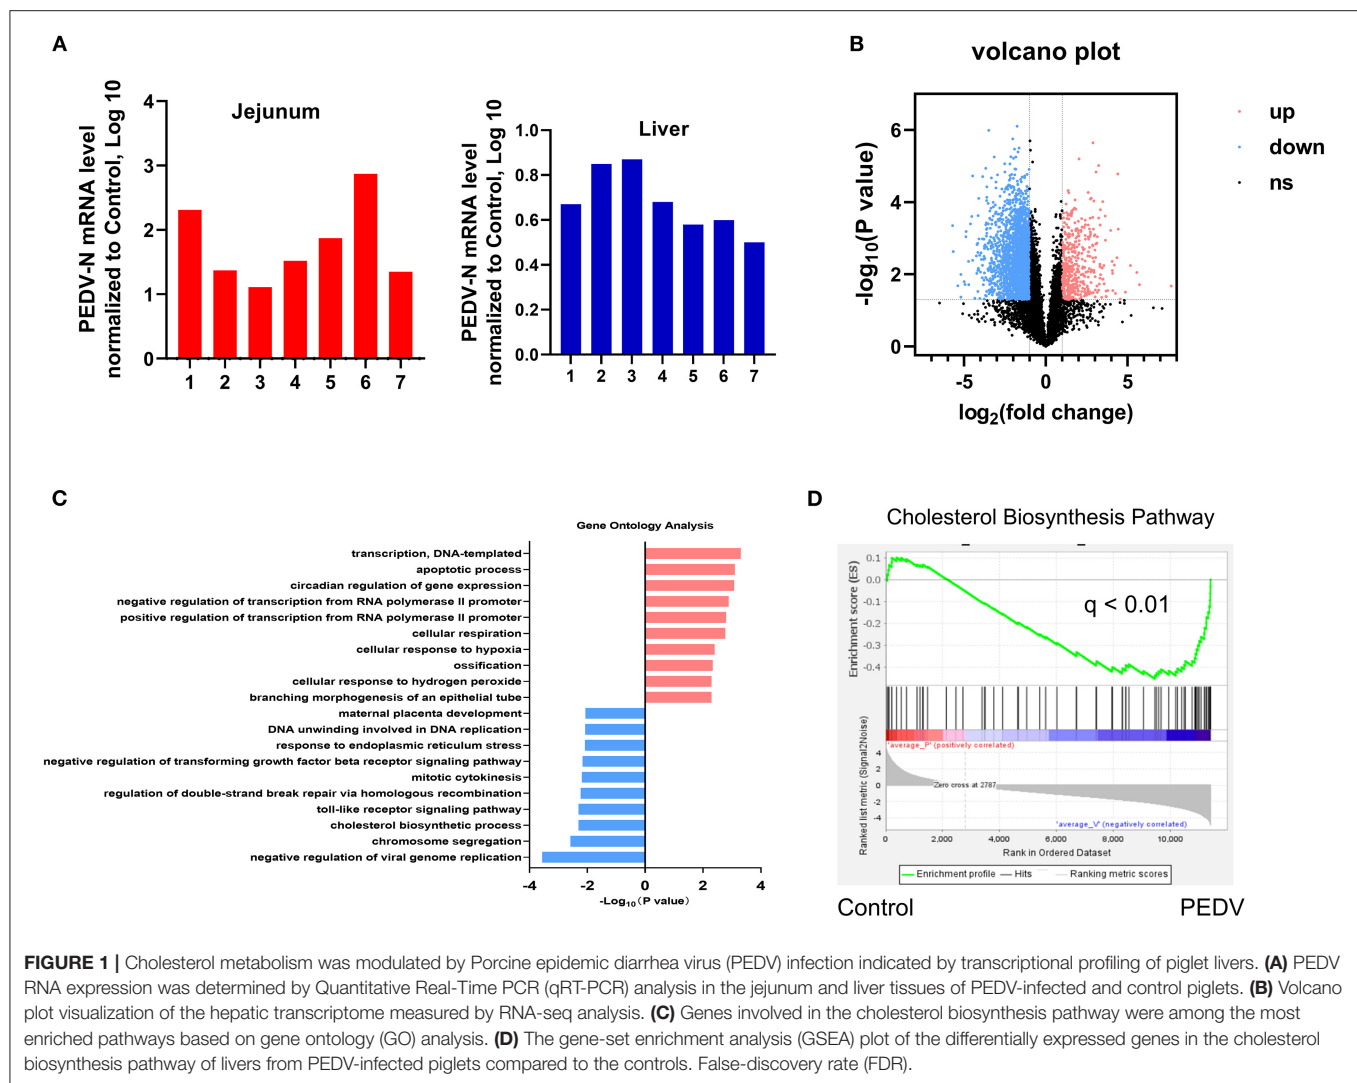 A
PEDV-N mRNA level
normalized to Control, Log 10
Jejunum
4
3
2
1
0
1 2 3 4 5 6 7
PEDV-N mRNA level
normalized to Control, Log 10
Liver
1.0
0.8
0.6
0.4
0.2
0.0
1 2 3 4 5 6 7
B
volcano plot
-log10(P value)
6
4
2
0
-5 0 5
log2(fold change)
up
down
ns
C
Gene Ontology Analysis
transcription, DNA-templated
apoptotic process
circadian regulation of gene expression
negative regulation of transcription from RNA polymerase II promoter
positive regulation of transcription from RNA polymerase II promoter
cellular respiration
cellular response to hypoxia
ossification
cellular response to hydrogen peroxide
branching morphogenesis of an epithelial tube
maternal placenta development
DNA unwinding involved in DNA replication
response to endoplasmic reticulum stress
negative regulation of transforming growth factor beta receptor signaling pathway
mitotic cytokinesis
regulation of double-strand break repair via homologous recombination
toll-like receptor signaling pathway
cholesterol biosynthetic process
chromosome segregation
negative regulation of viral genome replication
-4 -2 0 2 4
-Log10 (P value)
D
Cholesterol Biosynthesis Pathway
Enrichment score (ES)
0.1
0.0
-0.1
-0.2
-0.3
-0.4
q < 0.01
'average_P' (positively correlated)
Ranked list metric (Signal2Noise)
4
2
0
-2
-4
Zero cross at 2787
'average_V' (negatively correlated)
0 2,000 4,000 6,000 8,000 10,000
Rank in Ordered Dataset
Enrichment profile Hits Ranking metric scores
Control PEDV
FIGURE 1 | Cholesterol metabolism was modulated by Porcine epidemic diarrhea virus (PEDV) infection indicated by transcriptional profiling of piglet livers. (A) PEDV
RNA expression was determined by Quantitative Real-Time PCR (qRT-PCR) analysis in the jejunum and liver tissues of PEDV-infected and control piglets. (B) Volcano
plot visualization of the hepatic transcriptome measured by RNA-seq analysis. (C) Genes involved in the cholesterol biosynthesis pathway were among the most
enriched pathways based on gene ontology (GO) analysis. (D) The gene-set enrichment analysis (GSEA) plot of the differentially expressed genes in the cholesterol
biosynthesis pathway of livers from PEDV-infected piglets compared to the controls. False-discovery rate (FDR).